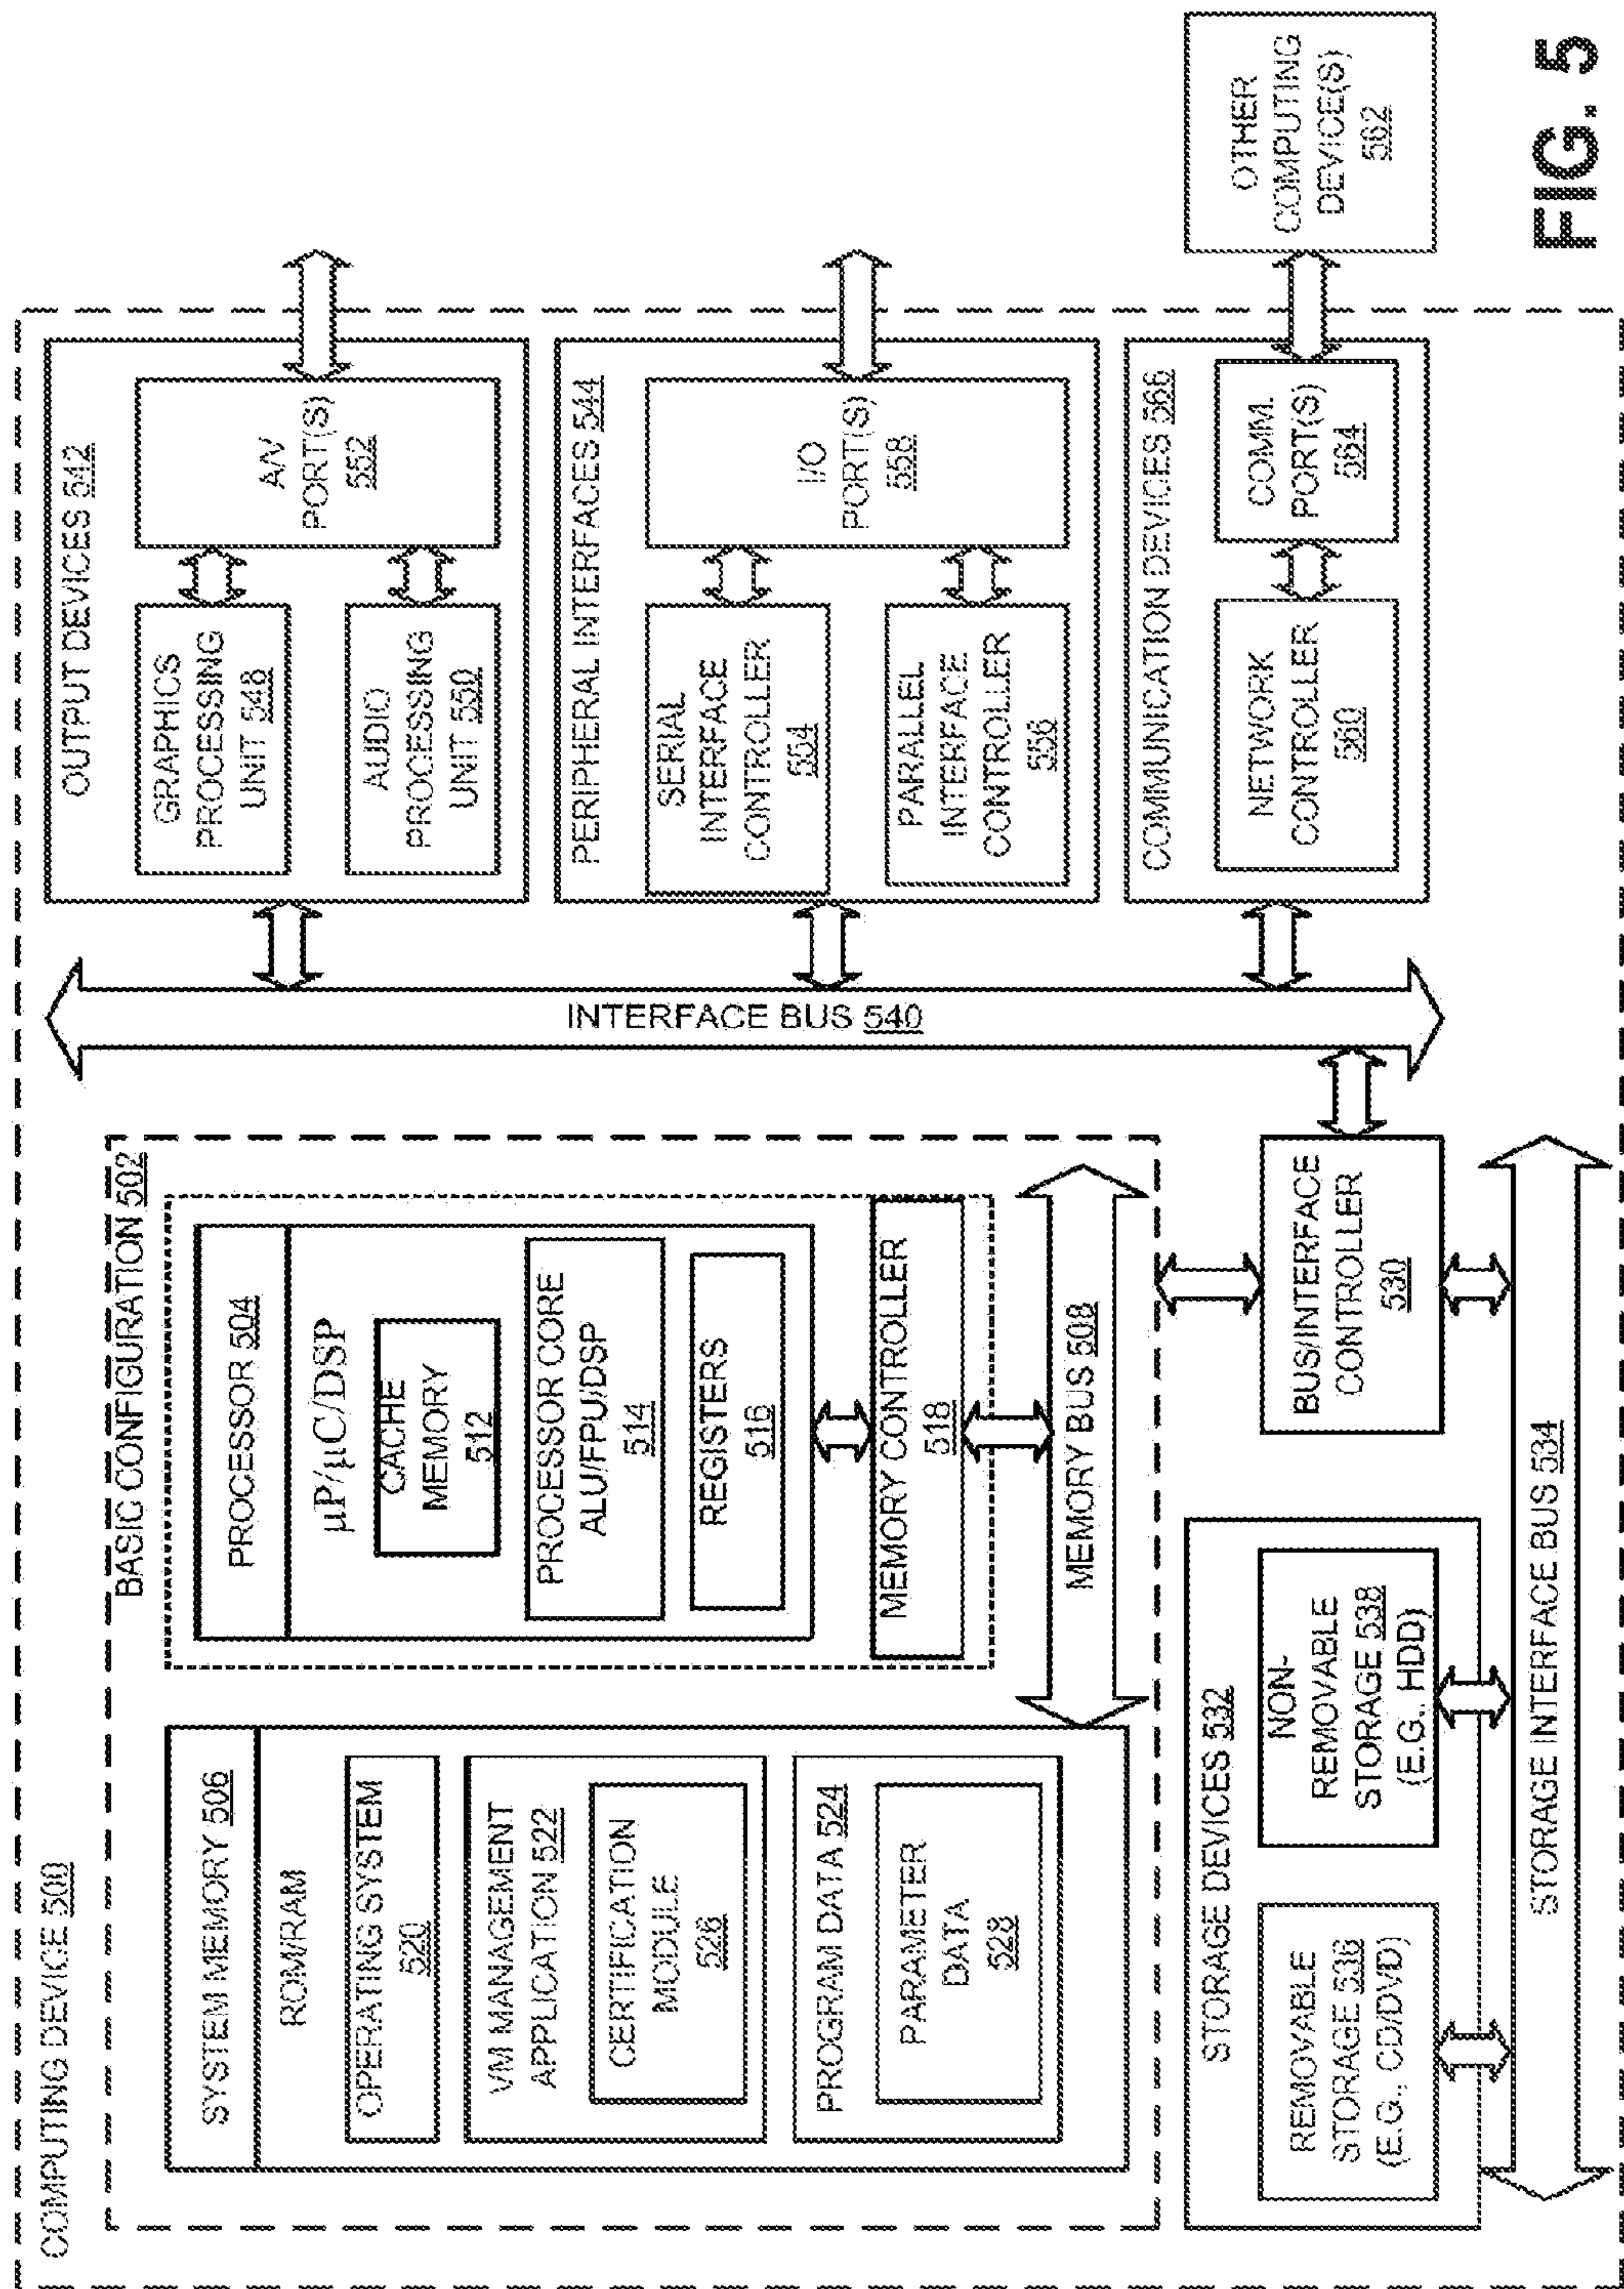 COMPUTING DEVICE 500
BASIC CONFIGURATION 502
SYSTEM MEMORY 506
ROM/RAM
OPERATING SYSTEM
520
VM MANAGEMENT
APPLICATION 522
CERTIFICATION
MODULE
526
PROGRAM DATA 524
PARAMETER
DATA
528
PROCESSOR 504
µP/µC/DSP
CACHE
MEMORY
512
PROCESSOR CORE
ALU/FPU/DSP
514
REGISTERS
516
MEMORY CONTROLLER
518
MEMORY BUS 508
STORAGE DEVICES 532
REMOVABLE
STORAGE 536
(E.G., CD/DVD)
NON-
REMOVABLE
STORAGE 538
(E.G., HDD)
BUS/INTERFACE
CONTROLLER
530
STORAGE INTERFACE BUS 534
INTERFACE BUS 540
OUTPUT DEVICES 542
GRAPHICS
PROCESSING
UNIT 548
AUDIO
PROCESSING
UNIT 550
A/V
PORT(S)
552
PERIPHERAL INTERFACES 544
SERIAL
INTERFACE
CONTROLLER
554
PARALLEL
INTERFACE
CONTROLLER
556
I/O
PORT(S)
558
COMMUNICATION DEVICES 566
NETWORK
CONTROLLER
560
COMM.
PORT(S)
564
OTHER
COMPUTING
DEVICE(S)
562
FIG. 5